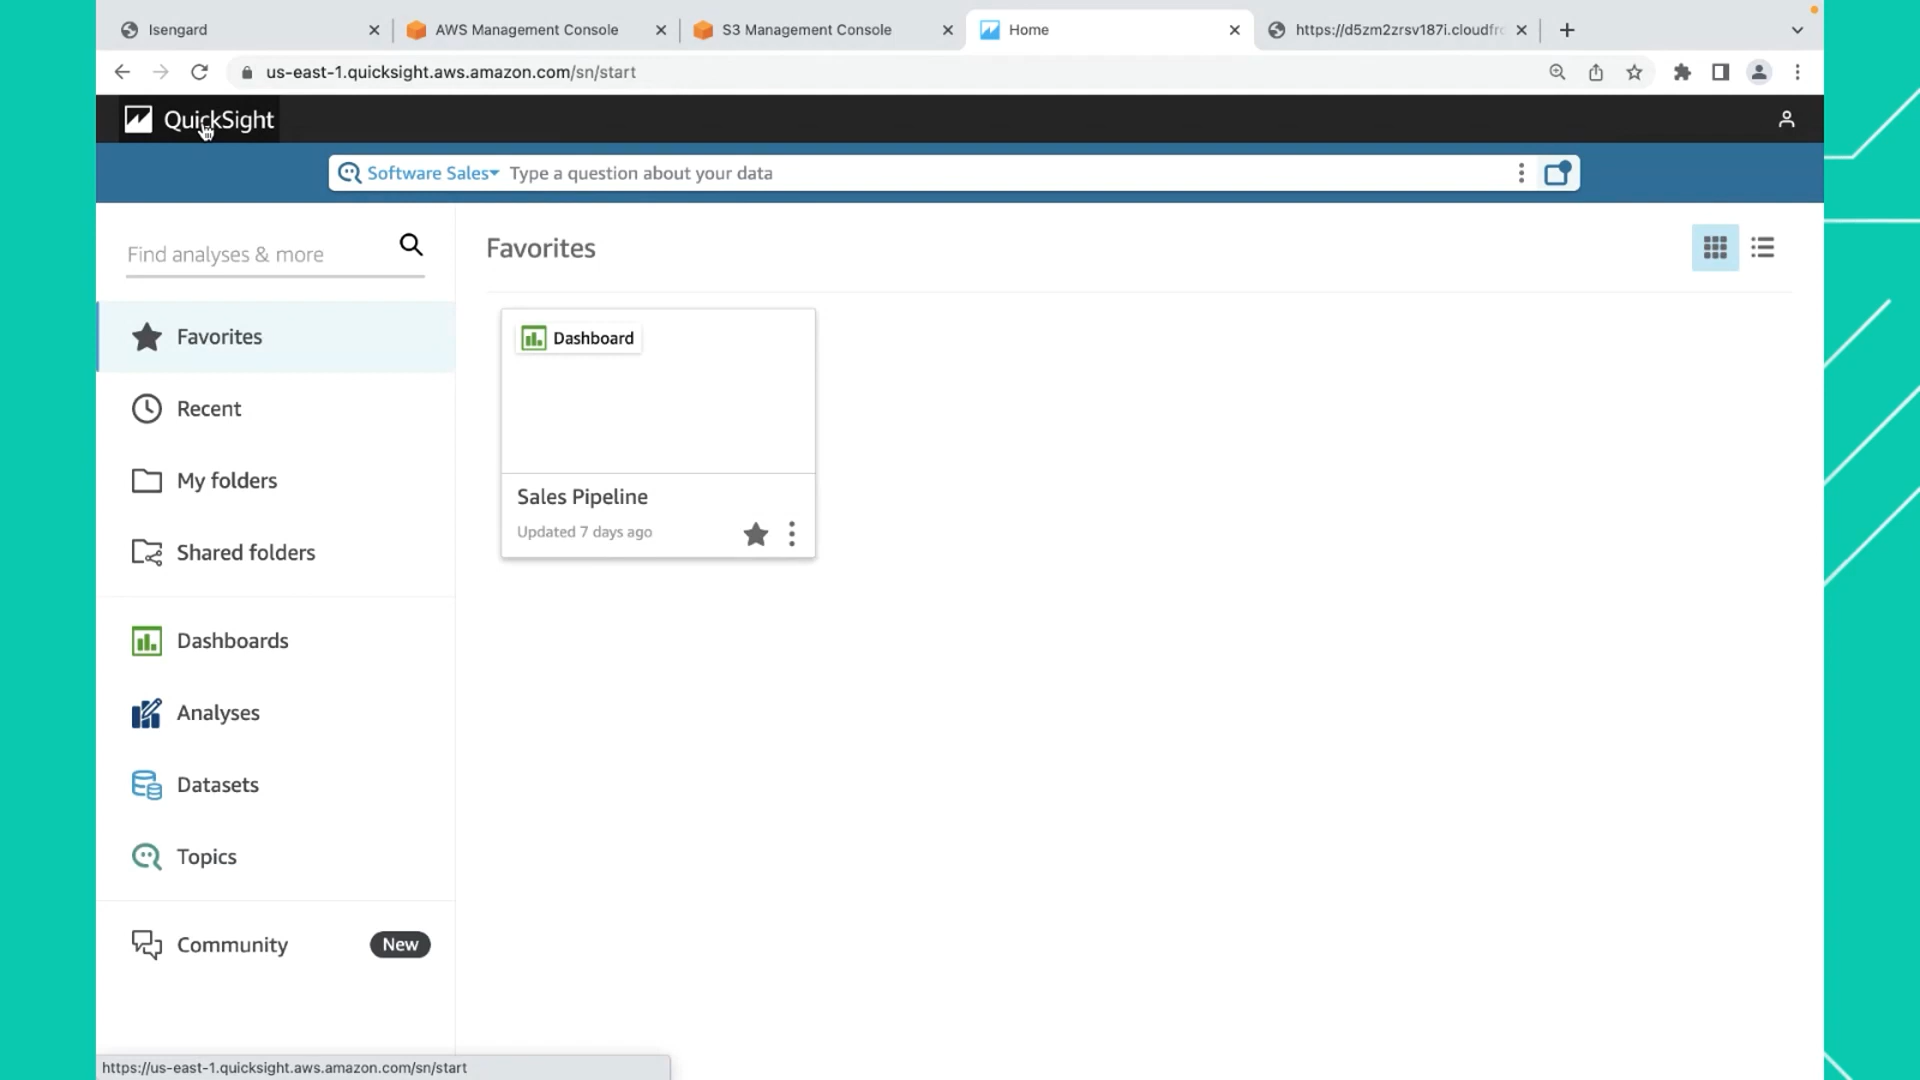 Isengard
AWS Management Console
S3 Management Console
Home
https://d5zm2zrsv187i.cloudfr
us-east-1.quicksight.aws.amazon.com/sn/start
QuickSight
Software Sales Type a question about your data
Find analyses & more
Favorites
Recent
My folders
Shared folders
Dashboards
Analyses
Datasets
Topics
Community New
Favorites
Dashboard
Sales Pipeline
Updated 7 days ago
https://us-east-1.quicksight.aws.amazon.com/sn/start